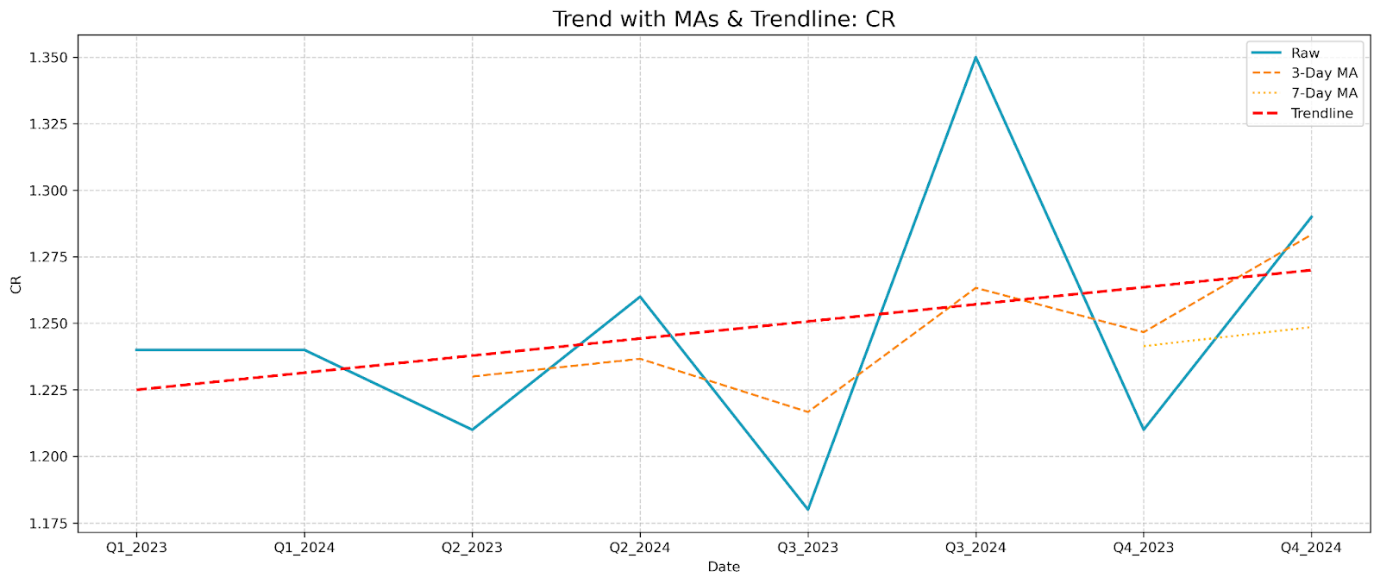 Trend with MAs & Trendline: CR
Raw
3-Day MA
7-Day MA
Trendline
CR
1.350
1.325
1.300
1.275
1.250
1.225
1.200
1.175
Q1_2023 Q1_2024 Q2_2023 Q2_2024 Q3_2023 Q3_2024 Q4_2023 Q4_2024
Date